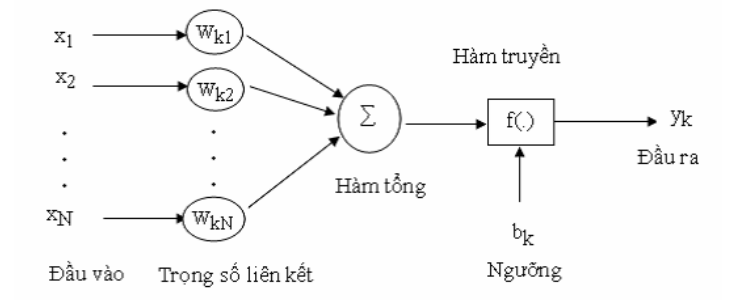 x1
wk1
x2
wk2
xN
wkN
Σ
Hàm tổng
Hàm truyền
f(.)
yk
Đầu ra
bk
Ngưỡng
Đầu vào
Trọng số liên kết